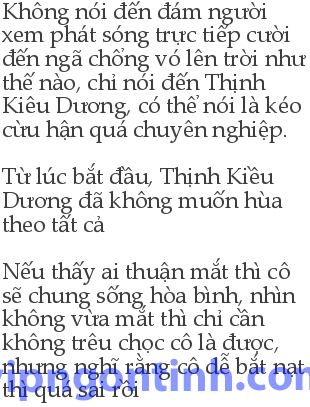 Không nói đến đám người
xem phát sóng trực tiếp cười
đến ngã chổng vó lên trời như
thế nào, chỉ nói đến Thịnh
Kiêu Dương, có thể nói là kéo
cừu hận quá chuyên nghiệp.
Từ lúc bắt đầu, Thịnh Kiều
Dương đã không muốn hùa
theo tất cả
Nếu thấy ai thuận mắt thì cô
sẽ chung sống hòa bình, nhìn
không vừa mắt thì chỉ cần
không trêu chọc cô là được,
nhưng nghĩ rằng cô dễ bắt nạt
thì quá sai rồi
vipngontinh.com